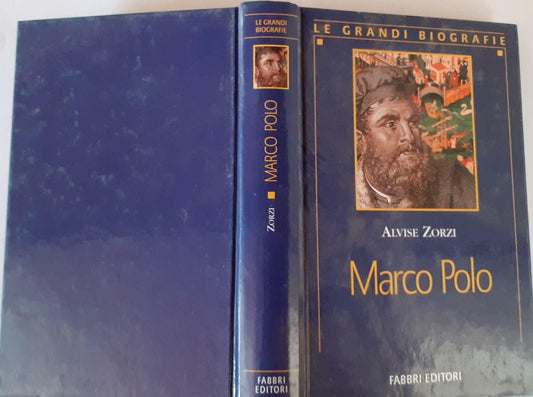 LE GRANDI
BIOGRAFIE
MARCO POLO
ZORZI
FABBRI
EDITORI
LE GRANDI BIOGRAFIE
ALVISE ZORZI
Marco Polo
FABBRI EDITORI